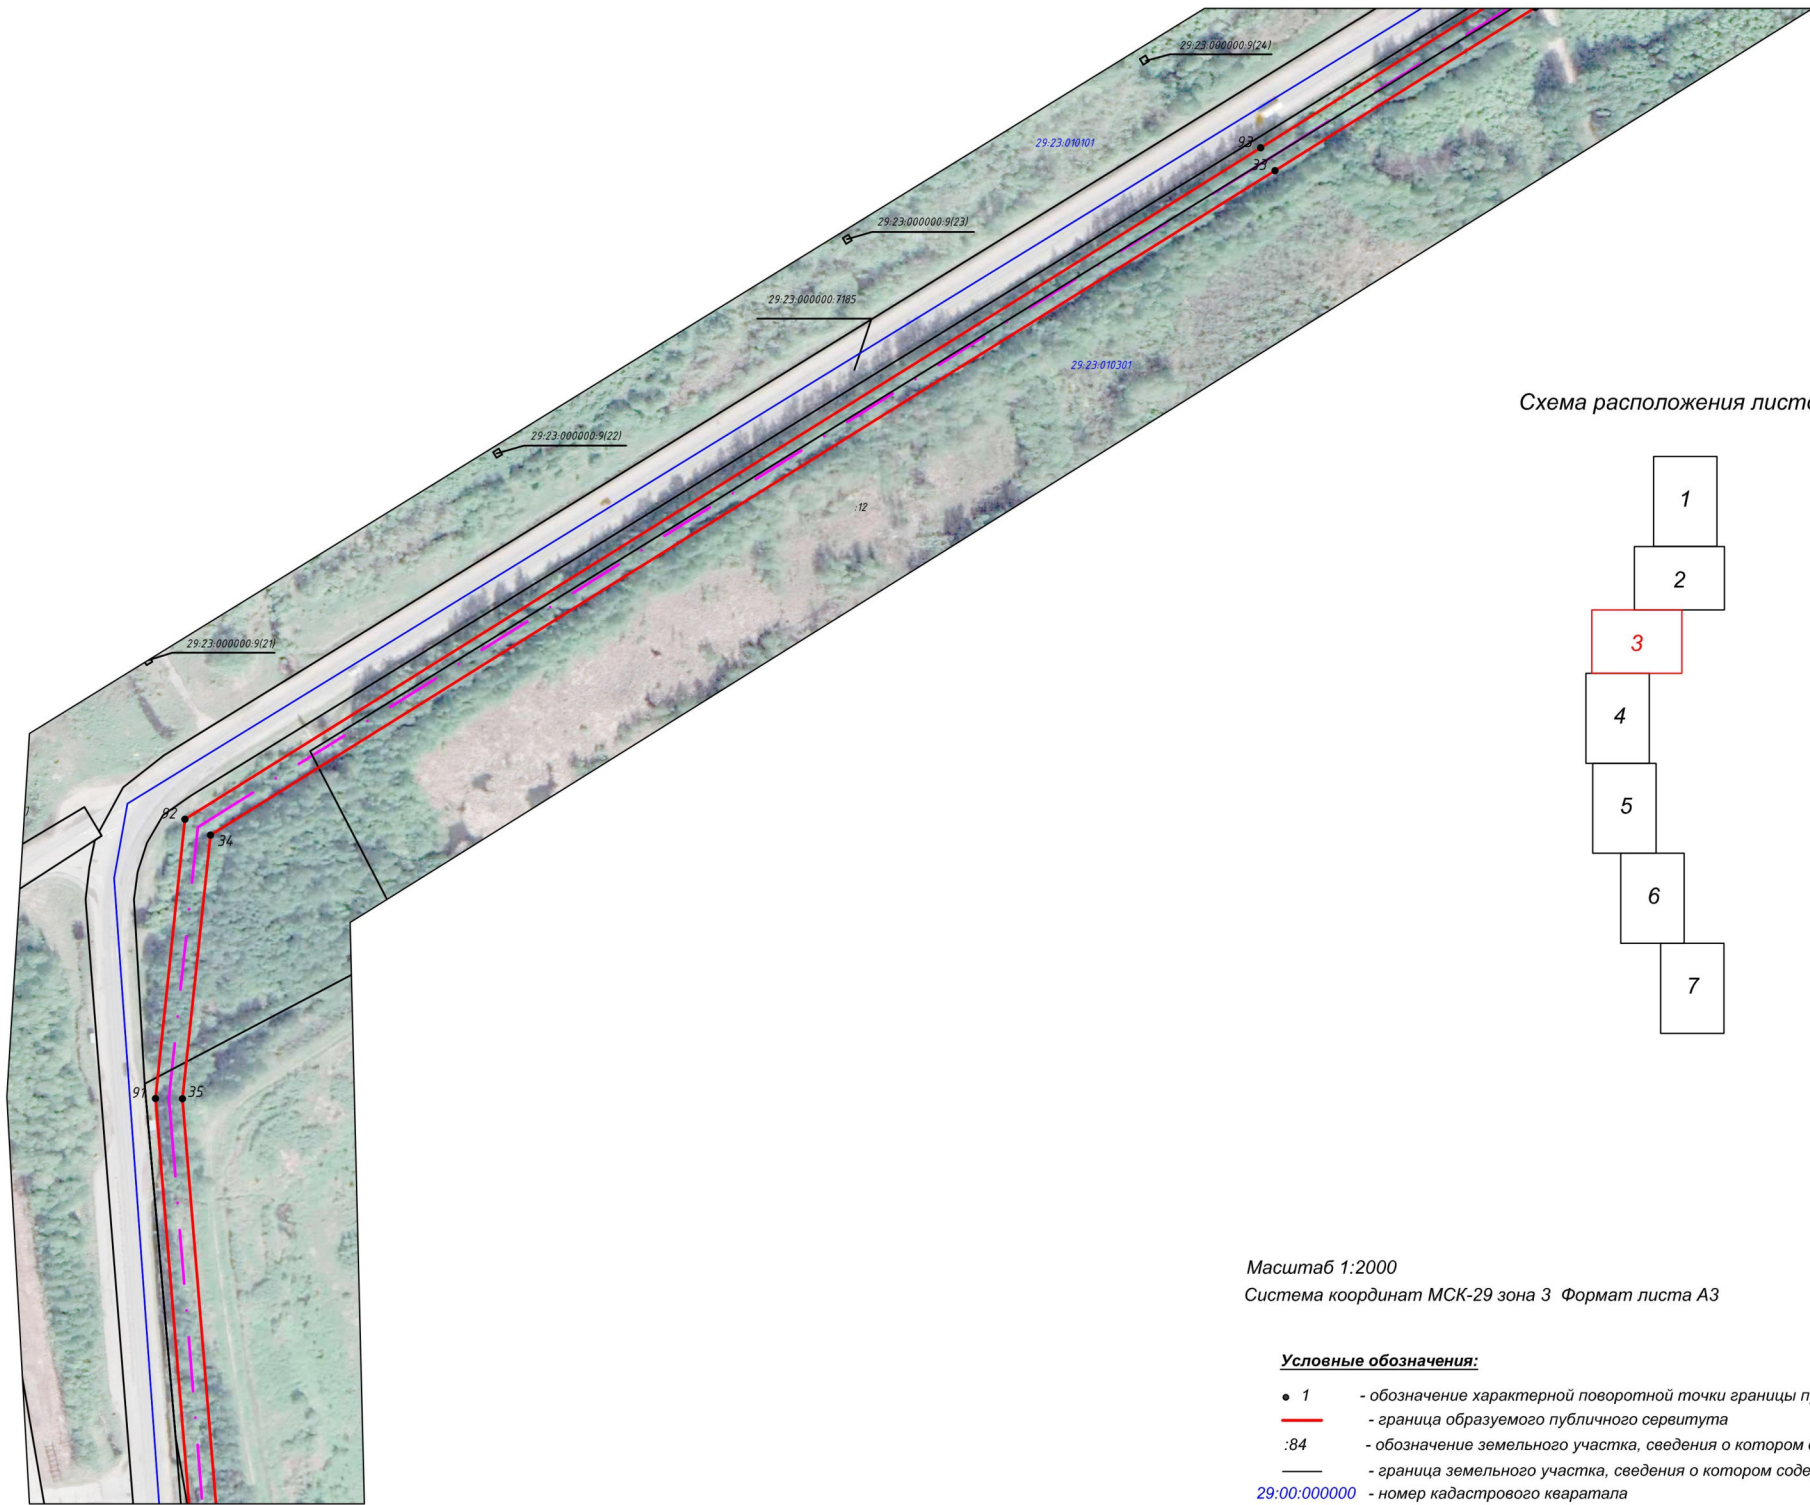 29:23:000000:9(24)
29:23:010101
93
33
29:23:000000:9(23)
29:23:000000:7185
29:23:010301
Схема расположения
29:23:000000:9(22)
1
:12
2
29:23:000000:9(21)
3
4
92
34
5
6
7
91
35
Масштаб 1:2000
Система координат МСК-29 зона 3 Формат листа А3
Условные обозначения:
1 - обозначение характерной поворотной точки границы
- граница образуемого публичного сервитута
:84 - обозначение земельного участка, сведения о котором
- граница земельного участка, сведения о котором
29:00:000000 - номер кадастрового кваратала